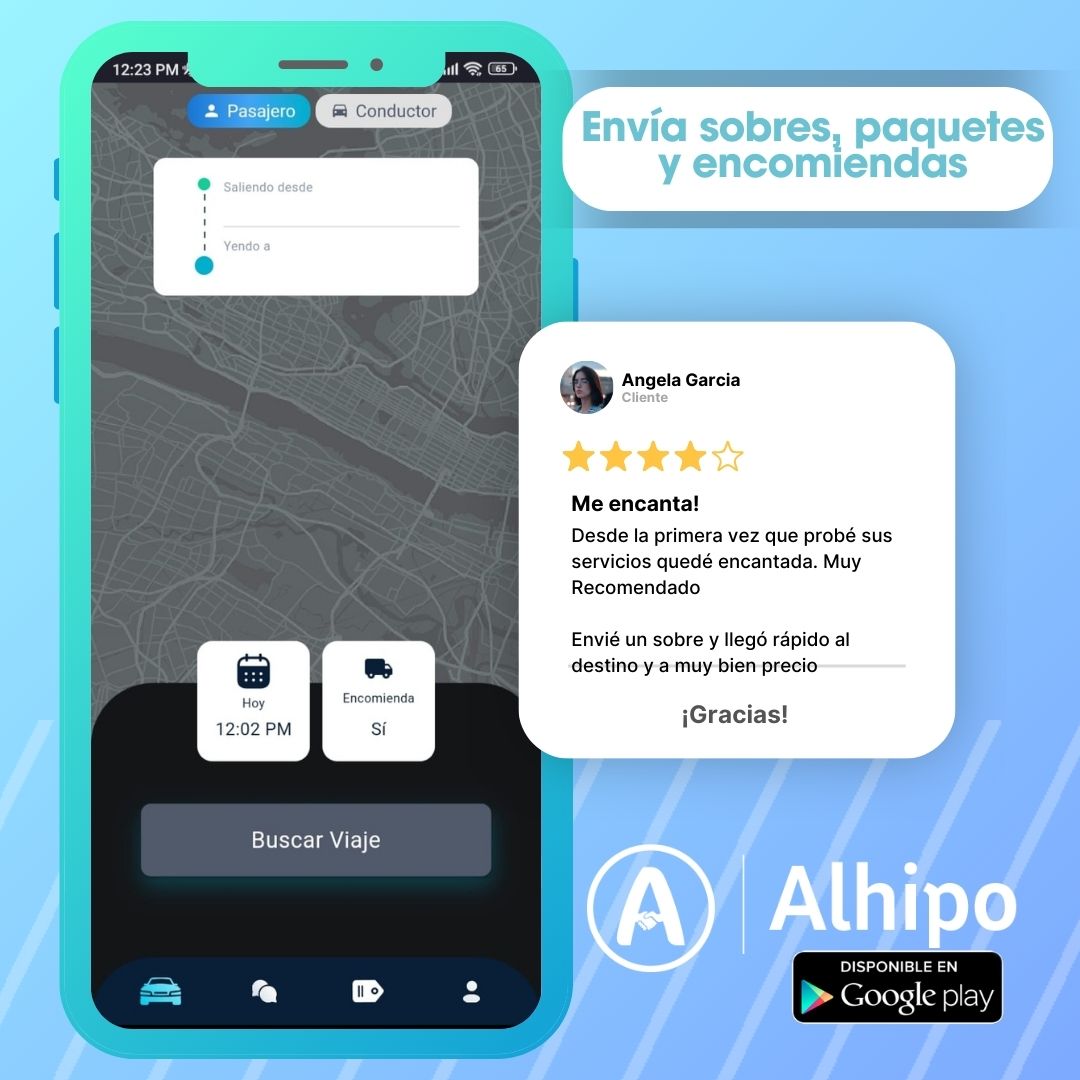 12:23 PM
65
Pasajero
Conductor
Saliendo desde
Yendo a
Hoy
12:02 PM
Encomienda
Sí
Buscar Viaje
Envía sobres, paquetes
y encomiendas
Angela Garcia
Cliente
Me encanta!
Desde la primera vez que probé sus
servicios quedé encantada. Muy
Recomendado
Envié un sobre y llegó rápido al
destino y a muy bien precio
¡Gracias!
A
Alhipo
DISPONIBLE EN
Google play